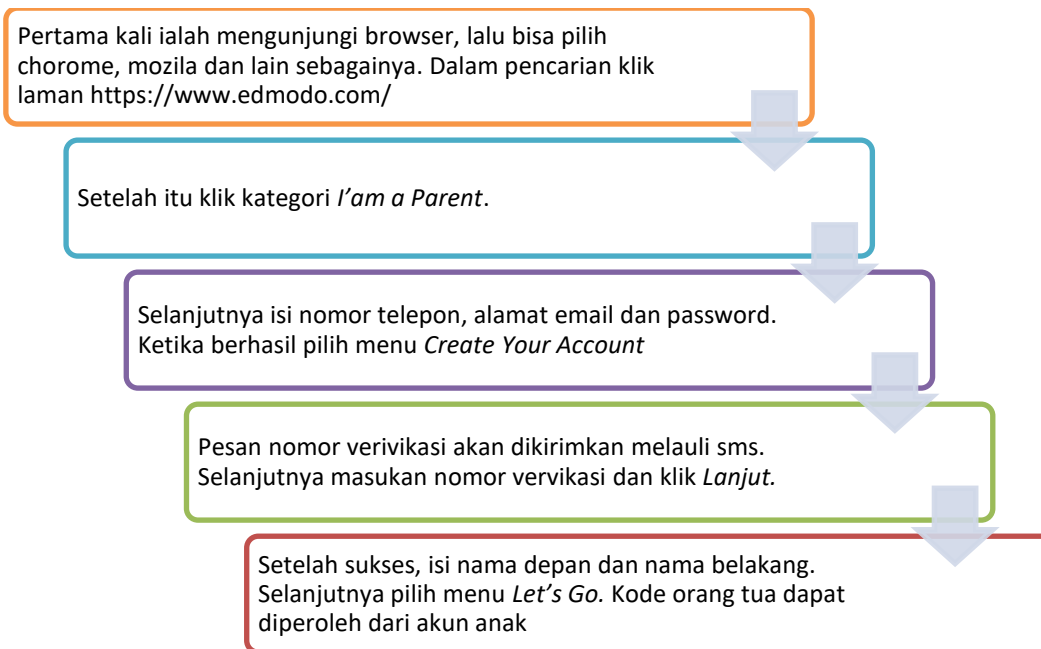 Pertama kali ialah mengunjungi browser, lalu bisa pilih
chorome, mozila dan lain sebagainya. Dalam pencarian klik
laman https://www.edmodo.com/
Setelah itu klik kategori I’am a Parent.
Selanjutnya isi nomor telepon, alamat email dan password.
Ketika berhasil pilih menu Create Your Account
Pesan nomor verivikasi akan dikirimkan melauli sms.
Selanjutnya masukan nomor vervikasi dan klik Lanjut.
Setelah sukses, isi nama depan dan nama belakang.
Selanjutnya pilih menu Let’s Go. Kode orang tua dapat
diperoleh dari akun anak